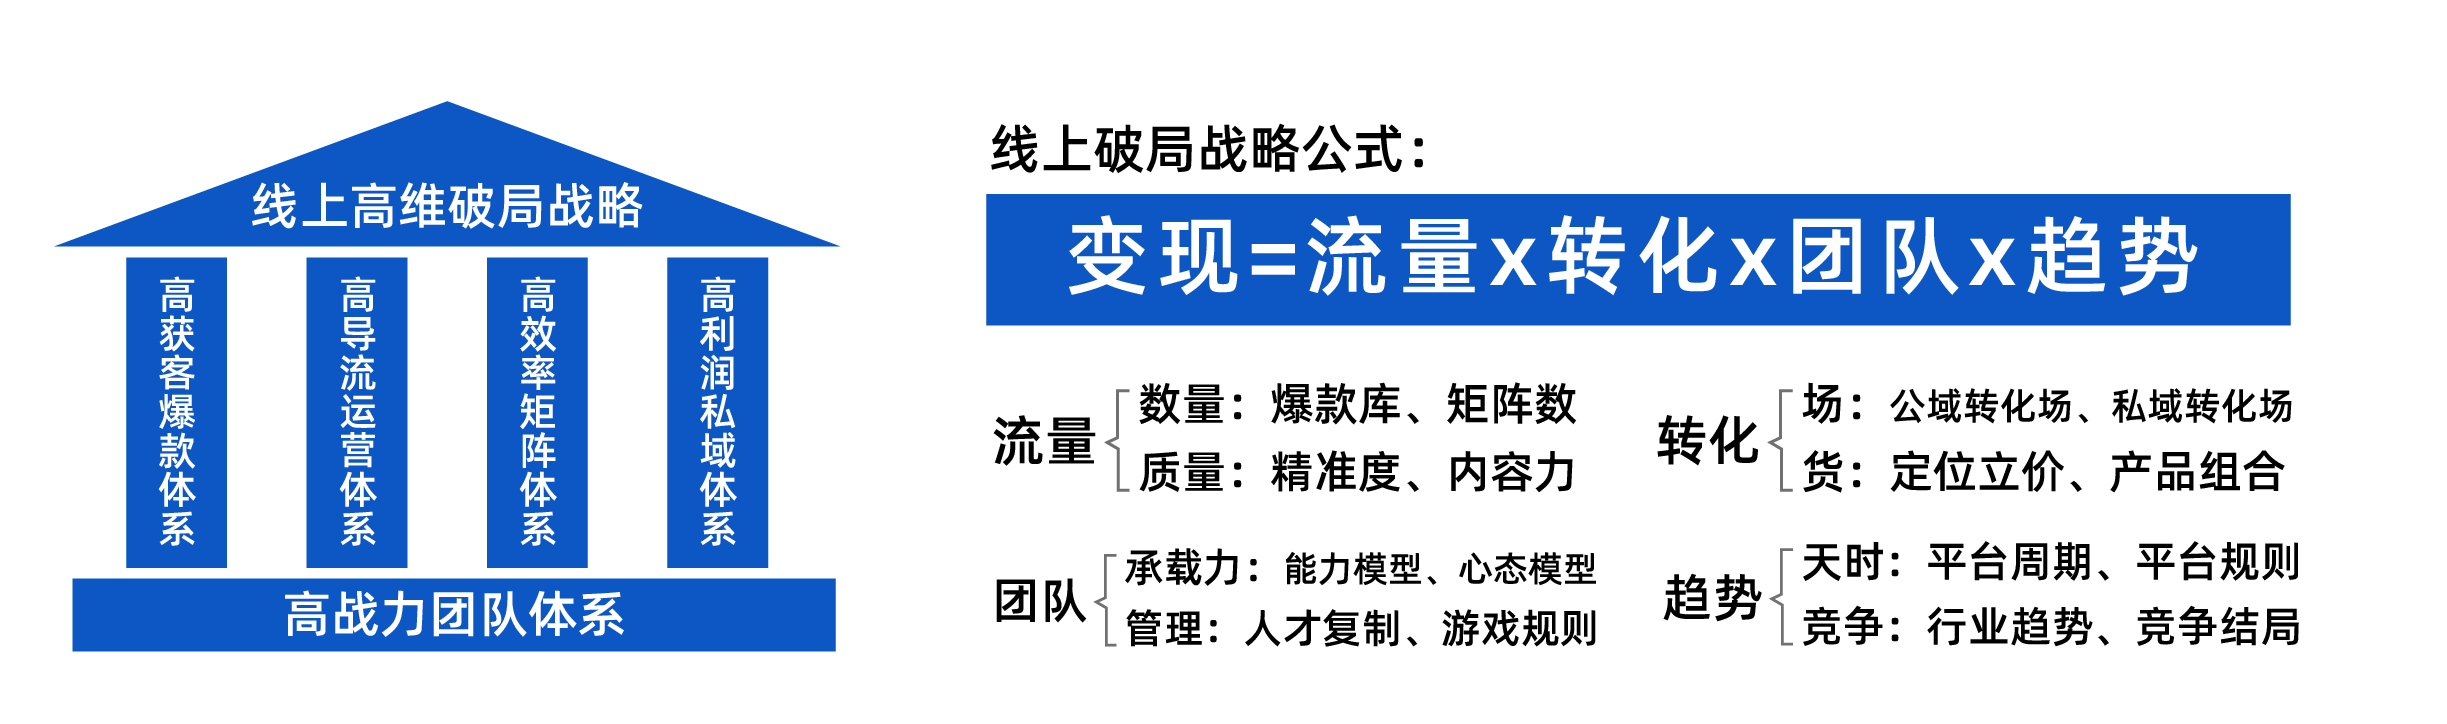 线上高维破局战略
高获客爆款体系
高导流运营体系
高效率矩阵体系
高利润私域体系
高战力团队体系
线上破局战略公式：
变现=流量x转化x团队x趋势
流量
数量：爆款库、矩阵数
质量：精准度、内容力
转化
场：公域转化场、私域转化场
货：定位立价、产品组合
团队
承载力：能力模型、心态模型
管理：人才复制、游戏规则
趋势
天时：平台周期、平台规则
竞争：行业趋势、竞争结局